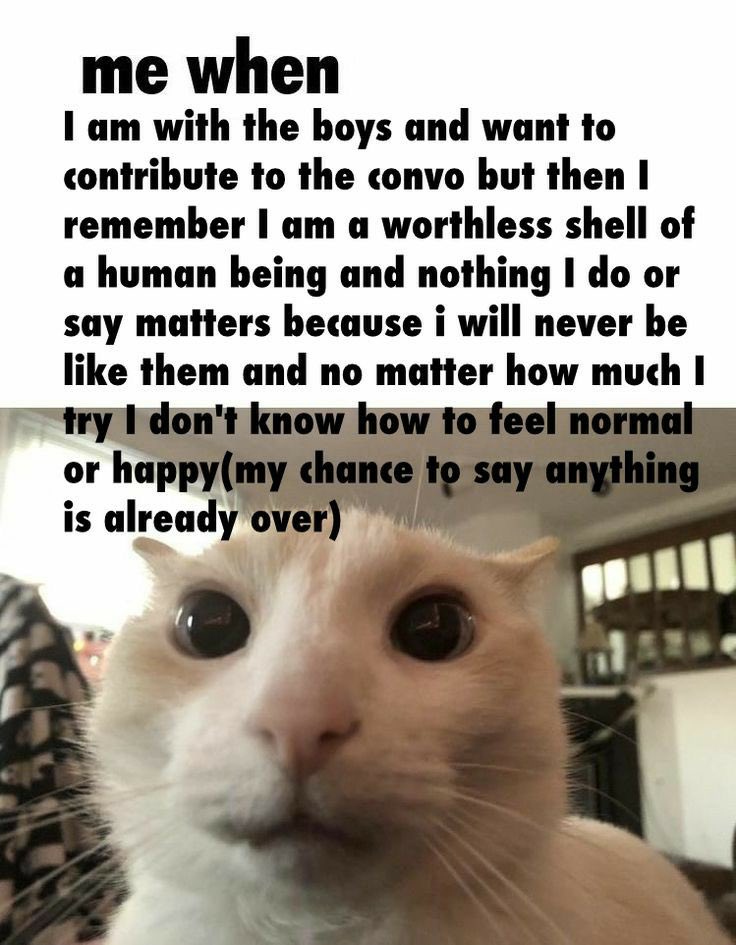 me when
I am with the boys and want to
contribute to the convo but then I
remember I am a worthless shell of
a human being and nothing I do or
say matters because i will never be
like them and no matter how much I
try I don't know how to feel normal
or happy(my chance to say anything
is already over)